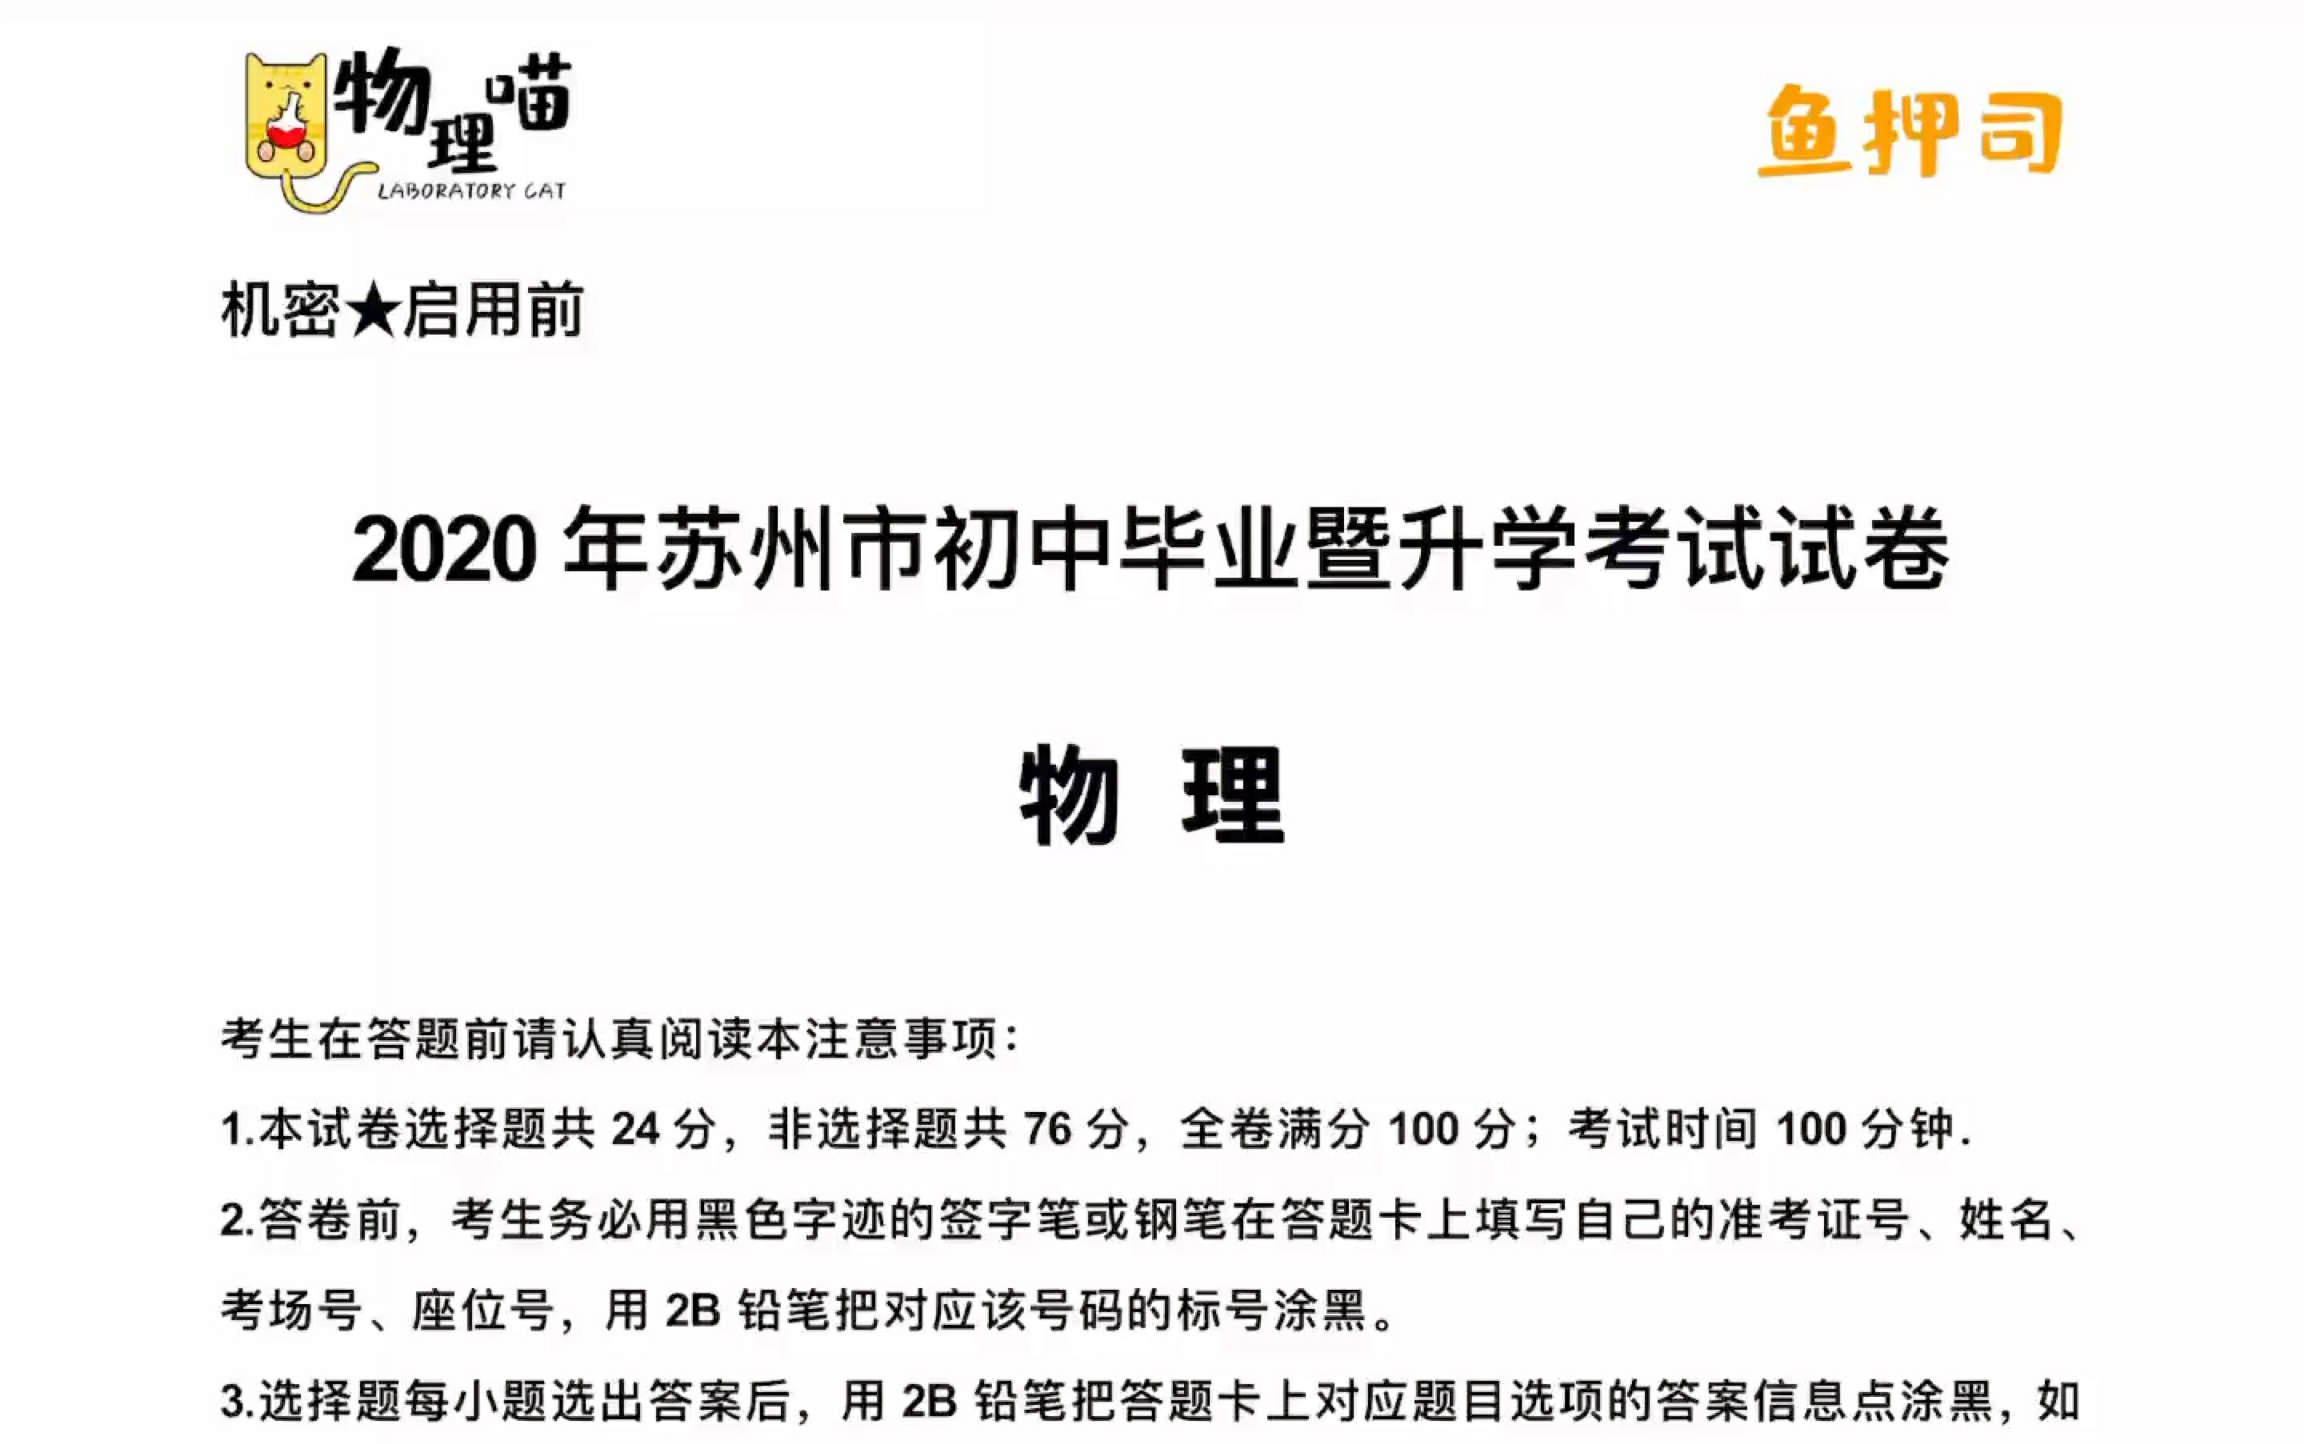 物理喵
LABORATORY CAT
鱼押司
机密★启用前
2020 年苏州市初中毕业暨升学考试试卷
物 理
考生在答题前请认真阅读本注意事项：
1.本试卷选择题共 24 分，非选择题共 76 分，全卷满分 100 分；考试时间 100 分钟.
2.答卷前，考生务必用黑色字迹的签字笔或钢笔在答题卡上填写自己的准考证号、姓名、
考场号、座位号，用 2B 铅笔把对应该号码的标号涂黑。
3.选择题每小题选出答案后，用 2B 铅笔把答题卡上对应题目选项的答案信息点涂黑，如